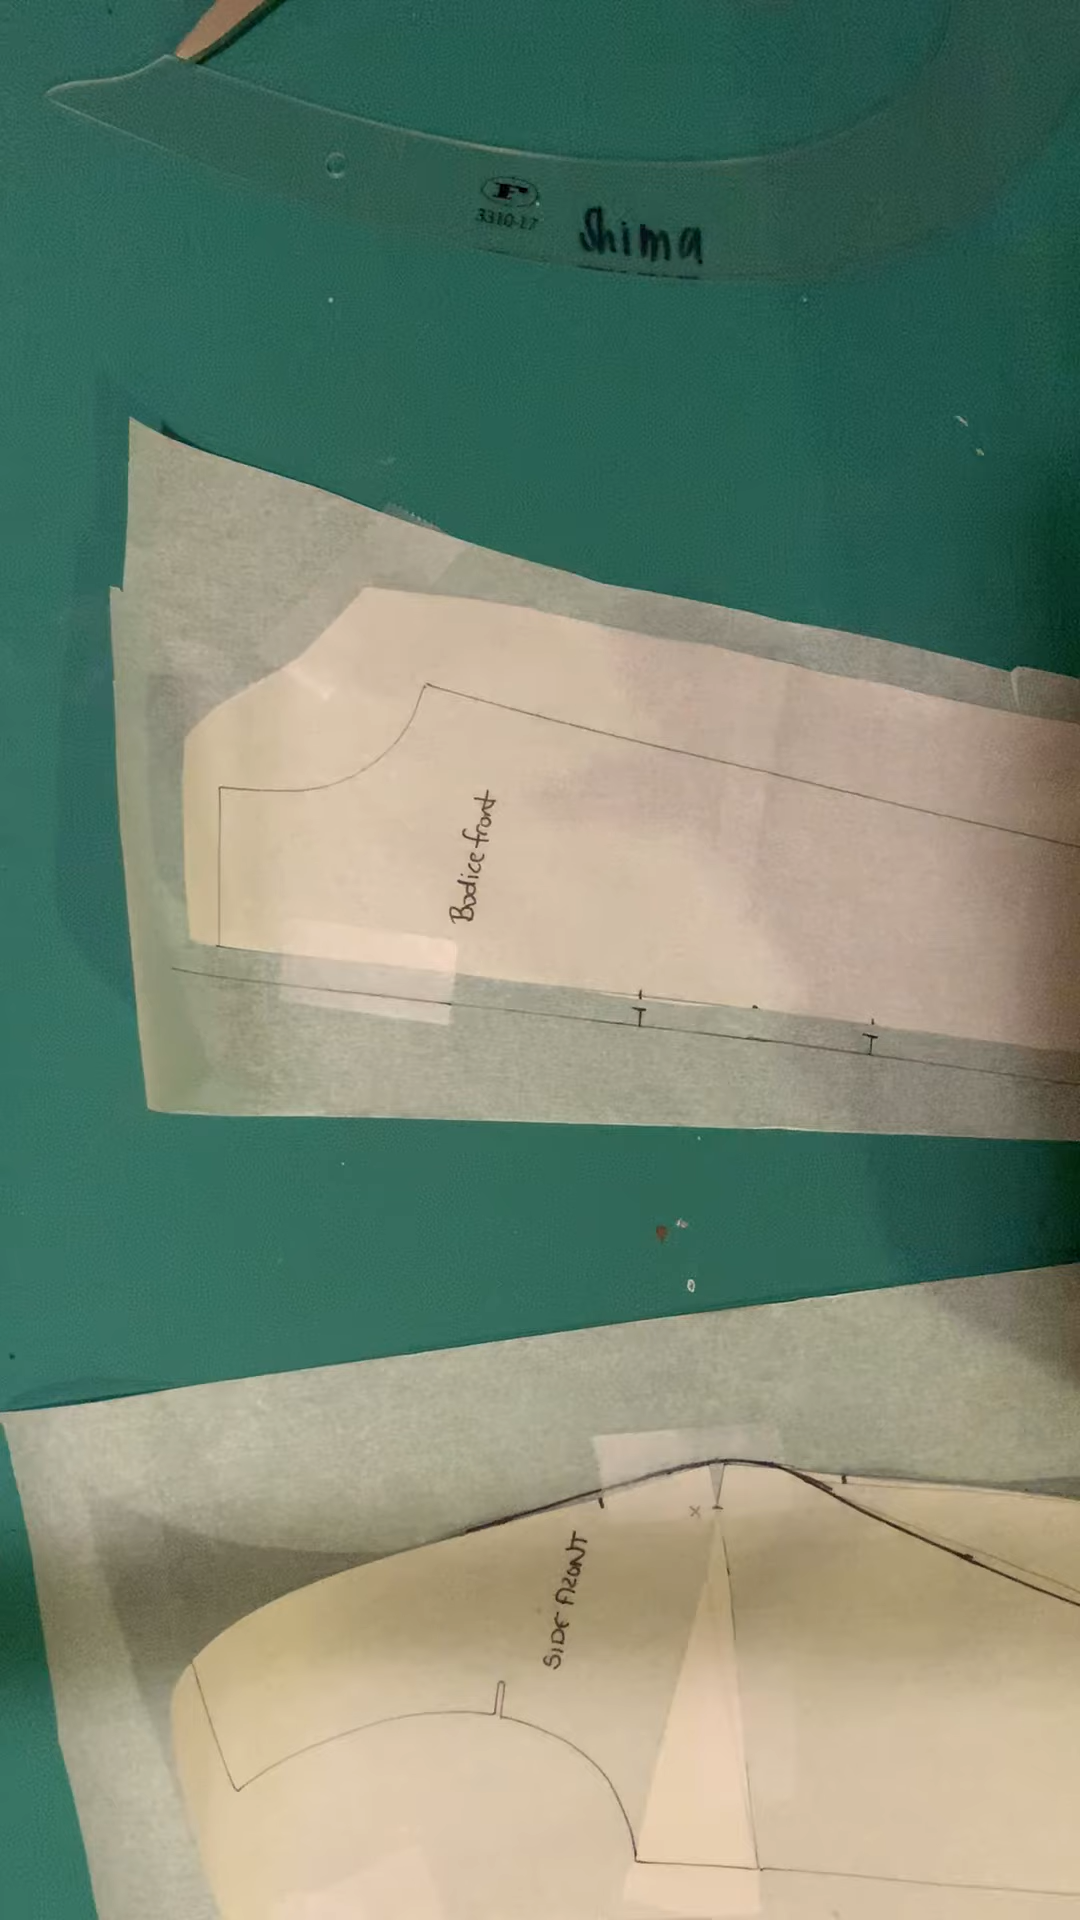 F
3310-17
Shima
Bodice front
x
SIDE FRONT